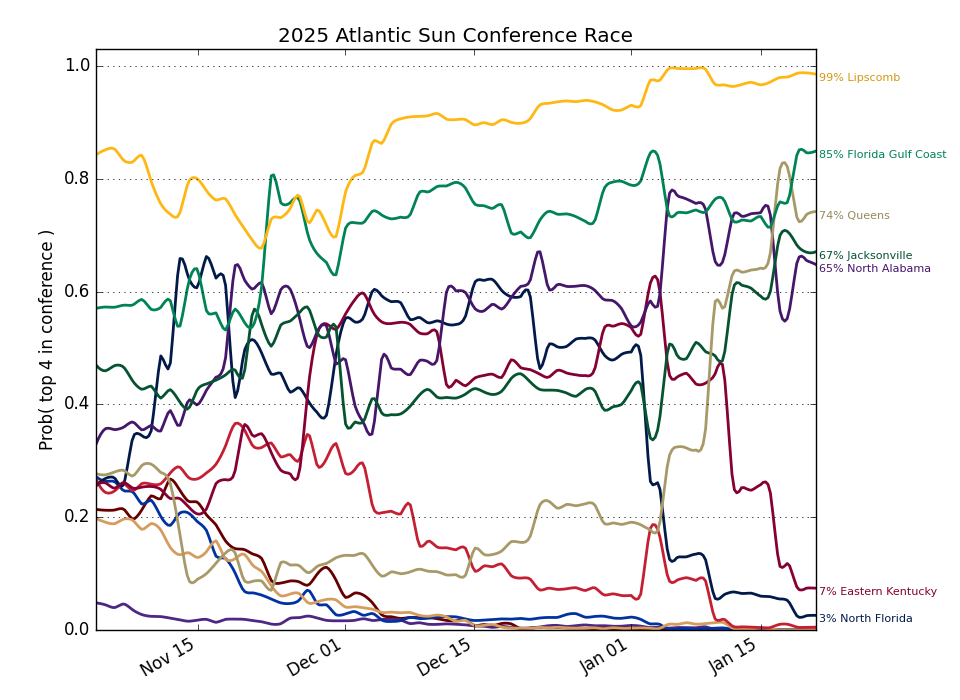 2025 Atlantic Sun Conference Race
Prob( top 4 in conference )
1.0
0.8
0.6
0.4
0.2
0.0
Nov 15
Dec 01
Dec 15
Jan 01
Jan 15
99% Lipscomb
85% Florida Gulf Coast
74% Queens
67% Jacksonville
65% North Alabama
7% Eastern Kentucky
3% North Florida